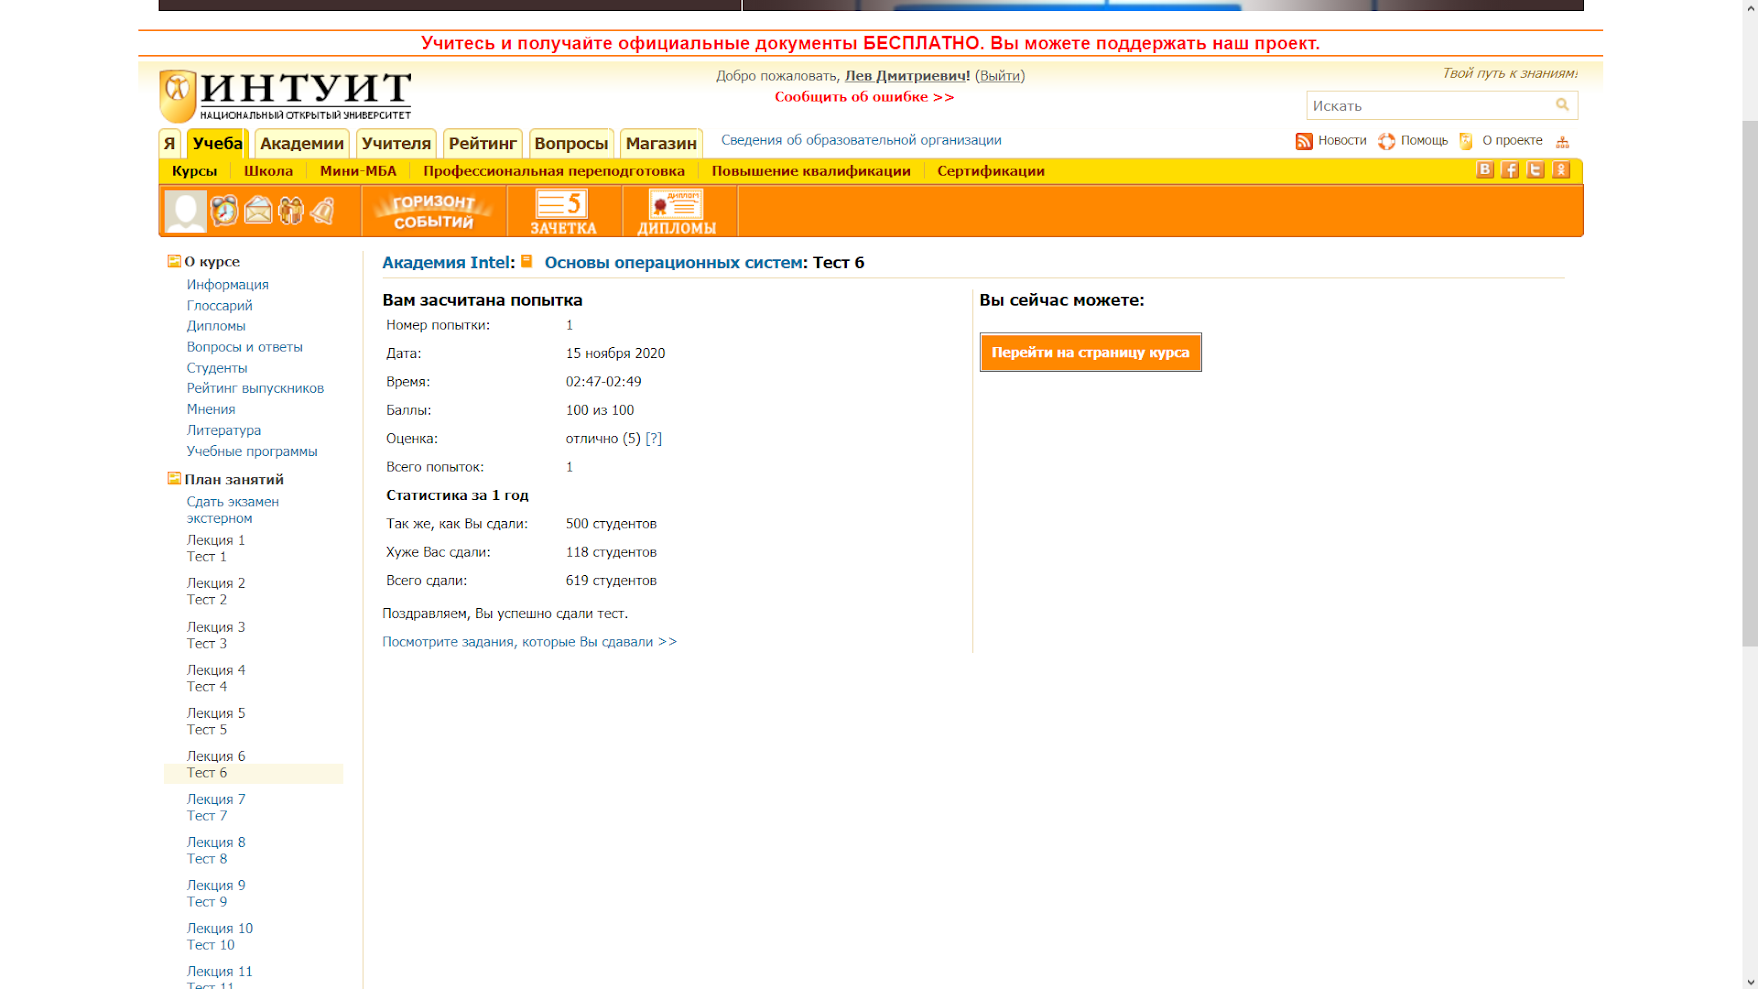 Учитесь и получайте официальные документы БЕСПЛАТНО. Вы можете поддержать наш проект.
ИНТУИТ
НАЦИОНАЛЬНЫЙ ОТКРЫТЫЙ УНИВЕРСИТЕТ
Добро пожаловать, Лев Дмитриевич! (Выйти)
Сообщить об ошибке >>
Твой путь к знаниям!
Искать
Я Учеба Академии Учителя Рейтинг Вопросы Магазин Сведения об образовательной организации Новости Помощь О проекте
Курсы Школа Мини-МБА Профессиональная переподготовка Повышение квалификации Сертификации
ГОРИЗОНТ СОБЫТИЙ
5
ЗАЧЕТКА
ДИПЛОМ
ДИПЛОМЫ
О курсе
Информация
Глоссарий
Дипломы
Вопросы и ответы
Студенты
Рейтинг выпускников
Мнения
Литература
Учебные программы
План занятий
Сдать экзамен
экстерном
Лекция 1
Тест 1
Лекция 2
Тест 2
Лекция 3
Тест 3
Лекция 4
Тест 4
Лекция 5
Тест 5
Лекция 6
Тест 6
Лекция 7
Тест 7
Лекция 8
Тест 8
Лекция 9
Тест 9
Лекция 10
Тест 10
Лекция 11
Тест 11
Академия Intel: Основы операционных систем: Тест 6
Вам засчитана попытка
Номер попытки: 1
Дата: 15 ноября 2020
Время: 02:47-02:49
Баллы: 100 из 100
Оценка: отлично (5) [?]
Всего попыток: 1
Статистика за 1 год
Так же, как Вы сдали: 500 студентов
Хуже Вас сдали: 118 студентов
Всего сдали: 619 студентов
Поздравляем, Вы успешно сдали тест.
Посмотрите задания, которые Вы сдавали >>
Вы сейчас можете:
Перейти на страницу курса